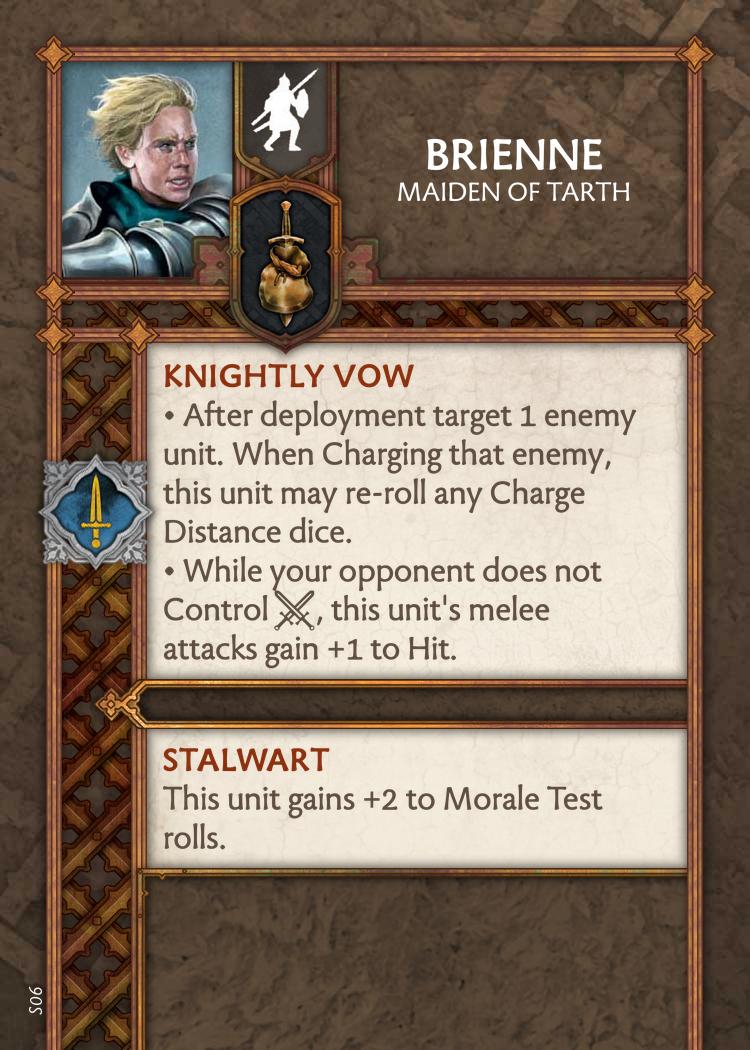 BRIENNE
MAIDEN OF TARTH
KNIGHTLY VOW
• After deployment target 1 enemy
unit. When Charging that enemy,
this unit may re-roll any Charge
Distance dice.
• While your opponent does not
Control , this unit's melee
attacks gain +1 to Hit.
STALWART
This unit gains +2 to Morale Test
rolls.
S06